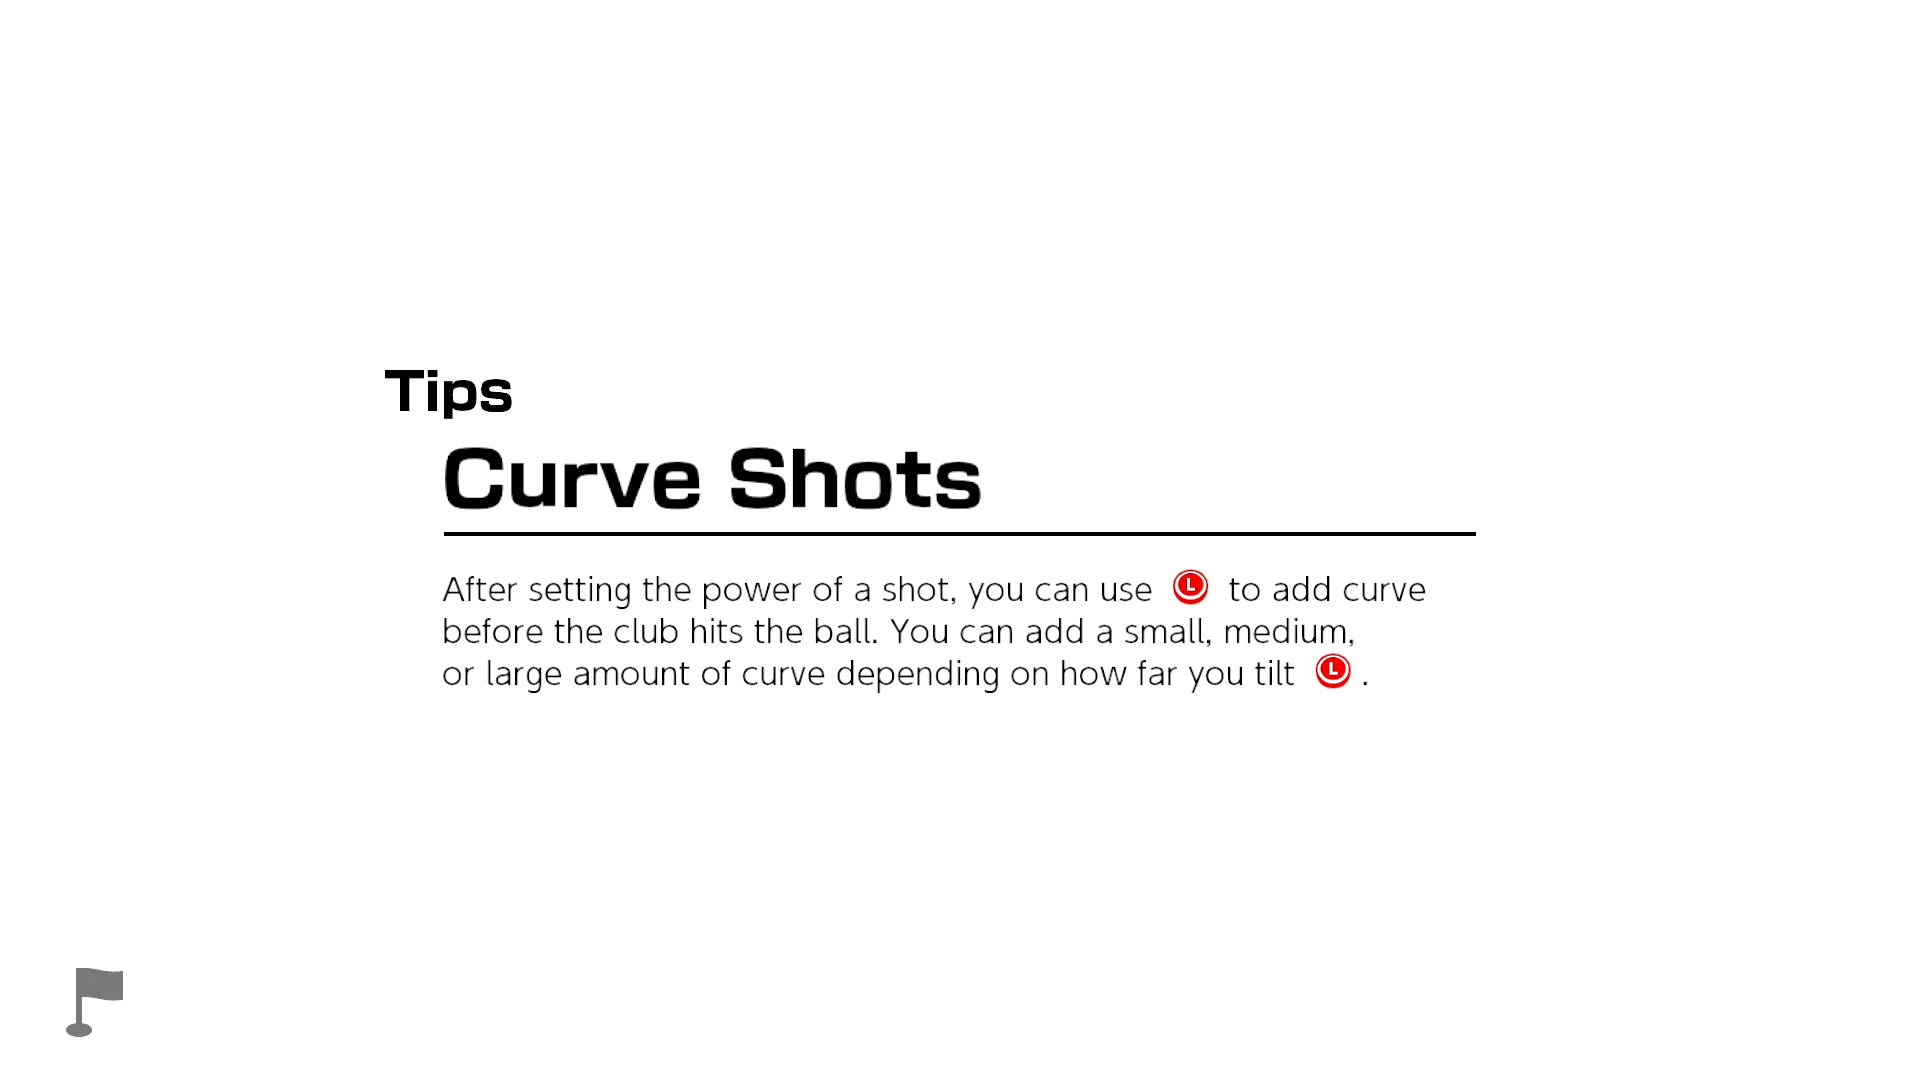 Tips
Curve Shots
After setting the power of a shot, you can use L to add curve
before the club hits the ball. You can add a small, medium,
or large amount of curve depending on how far you tilt L.